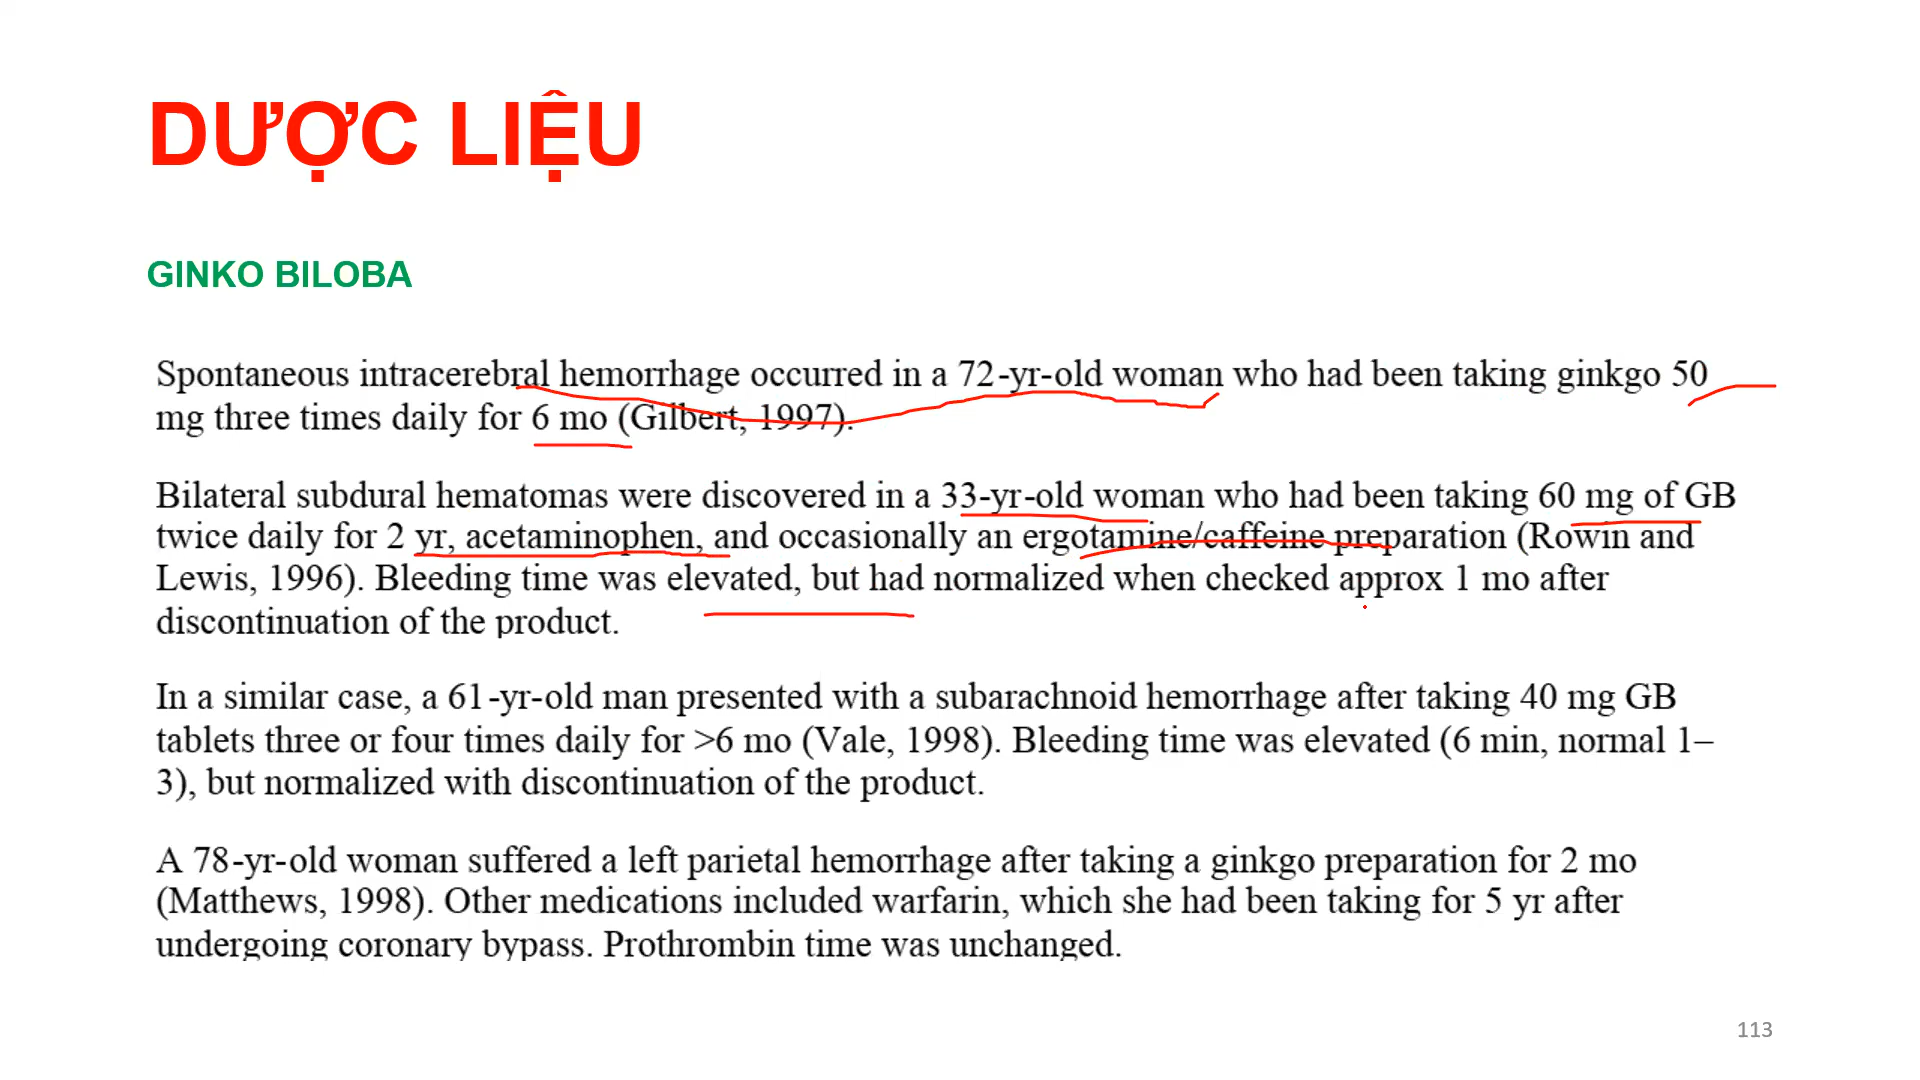 DƯỢC LIỆU
GINKO BILOBA
Spontaneous intracerebral hemorrhage occurred in a 72-yr-old woman who had been taking ginkgo 50
mg three times daily for 6 mo (Gilbert, 1997).
Bilateral subdural hematomas were discovered in a 33-yr-old woman who had been taking 60 mg of GB
twice daily for 2 yr, acetaminophen, and occasionally an ergotamine/caffeine preparation (Rowin and
Lewis, 1996). Bleeding time was elevated, but had normalized when checked approx 1 mo after
discontinuation of the product.
In a similar case, a 61-yr-old man presented with a subarachnoid hemorrhage after taking 40 mg GB
tablets three or four times daily for >6 mo (Vale, 1998). Bleeding time was elevated (6 min, normal 1–
3), but normalized with discontinuation of the product.
A 78-yr-old woman suffered a left parietal hemorrhage after taking a ginkgo preparation for 2 mo
(Matthews, 1998). Other medications included warfarin, which she had been taking for 5 yr after
undergoing coronary bypass. Prothrombin time was unchanged.
113